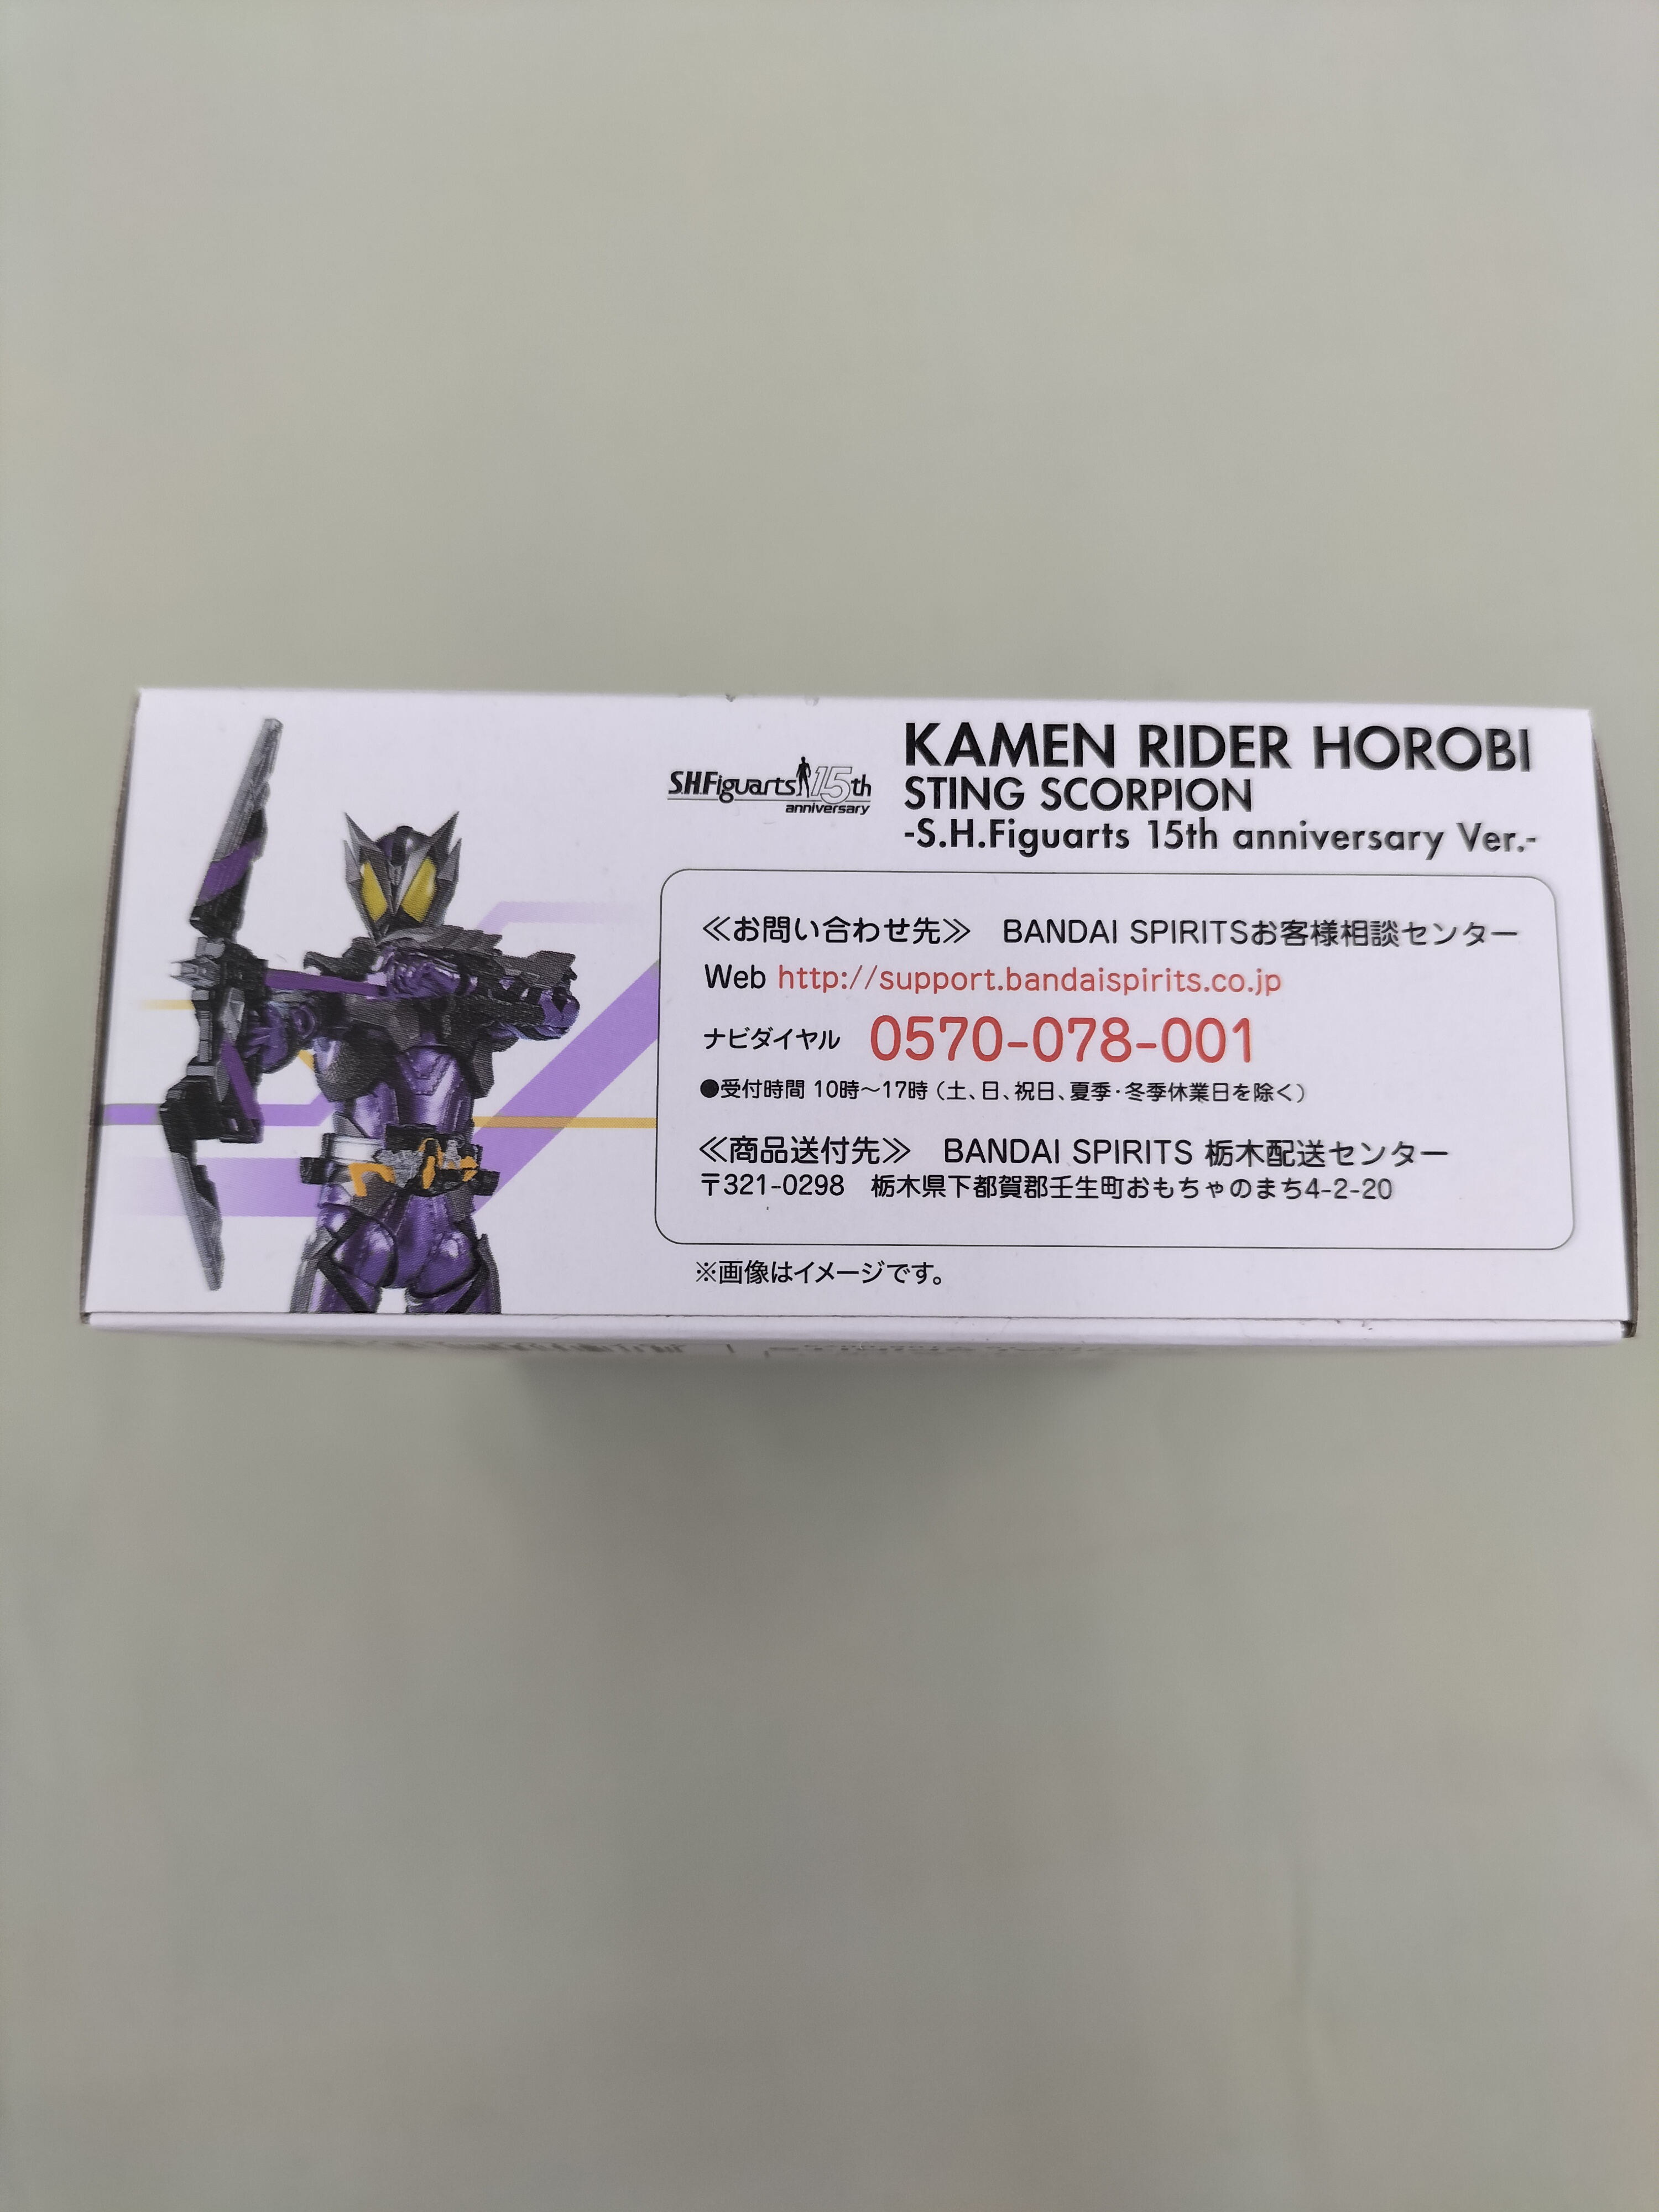 S.H.Figuarts 15th
anniversary
KAMEN RIDER HOROBI
STING SCORPION
-S.H.Figuarts 15th anniversary Ver.-
≪お問い合わせ先≫ BANDAI SPIRITSお客様相談センター
Web http://support.bandaispirits.co.jp
ナビダイヤル 0570-078-001
●受付時間 10時〜17時(土、日、祝日、夏季・冬季休業日を除く)
≪商品送付先≫ BANDAI SPIRITS 栃木配送センター
〒321-0298 栃木県下都賀郡壬生町おもちゃのまち4-2-20
※画像はイメージです。